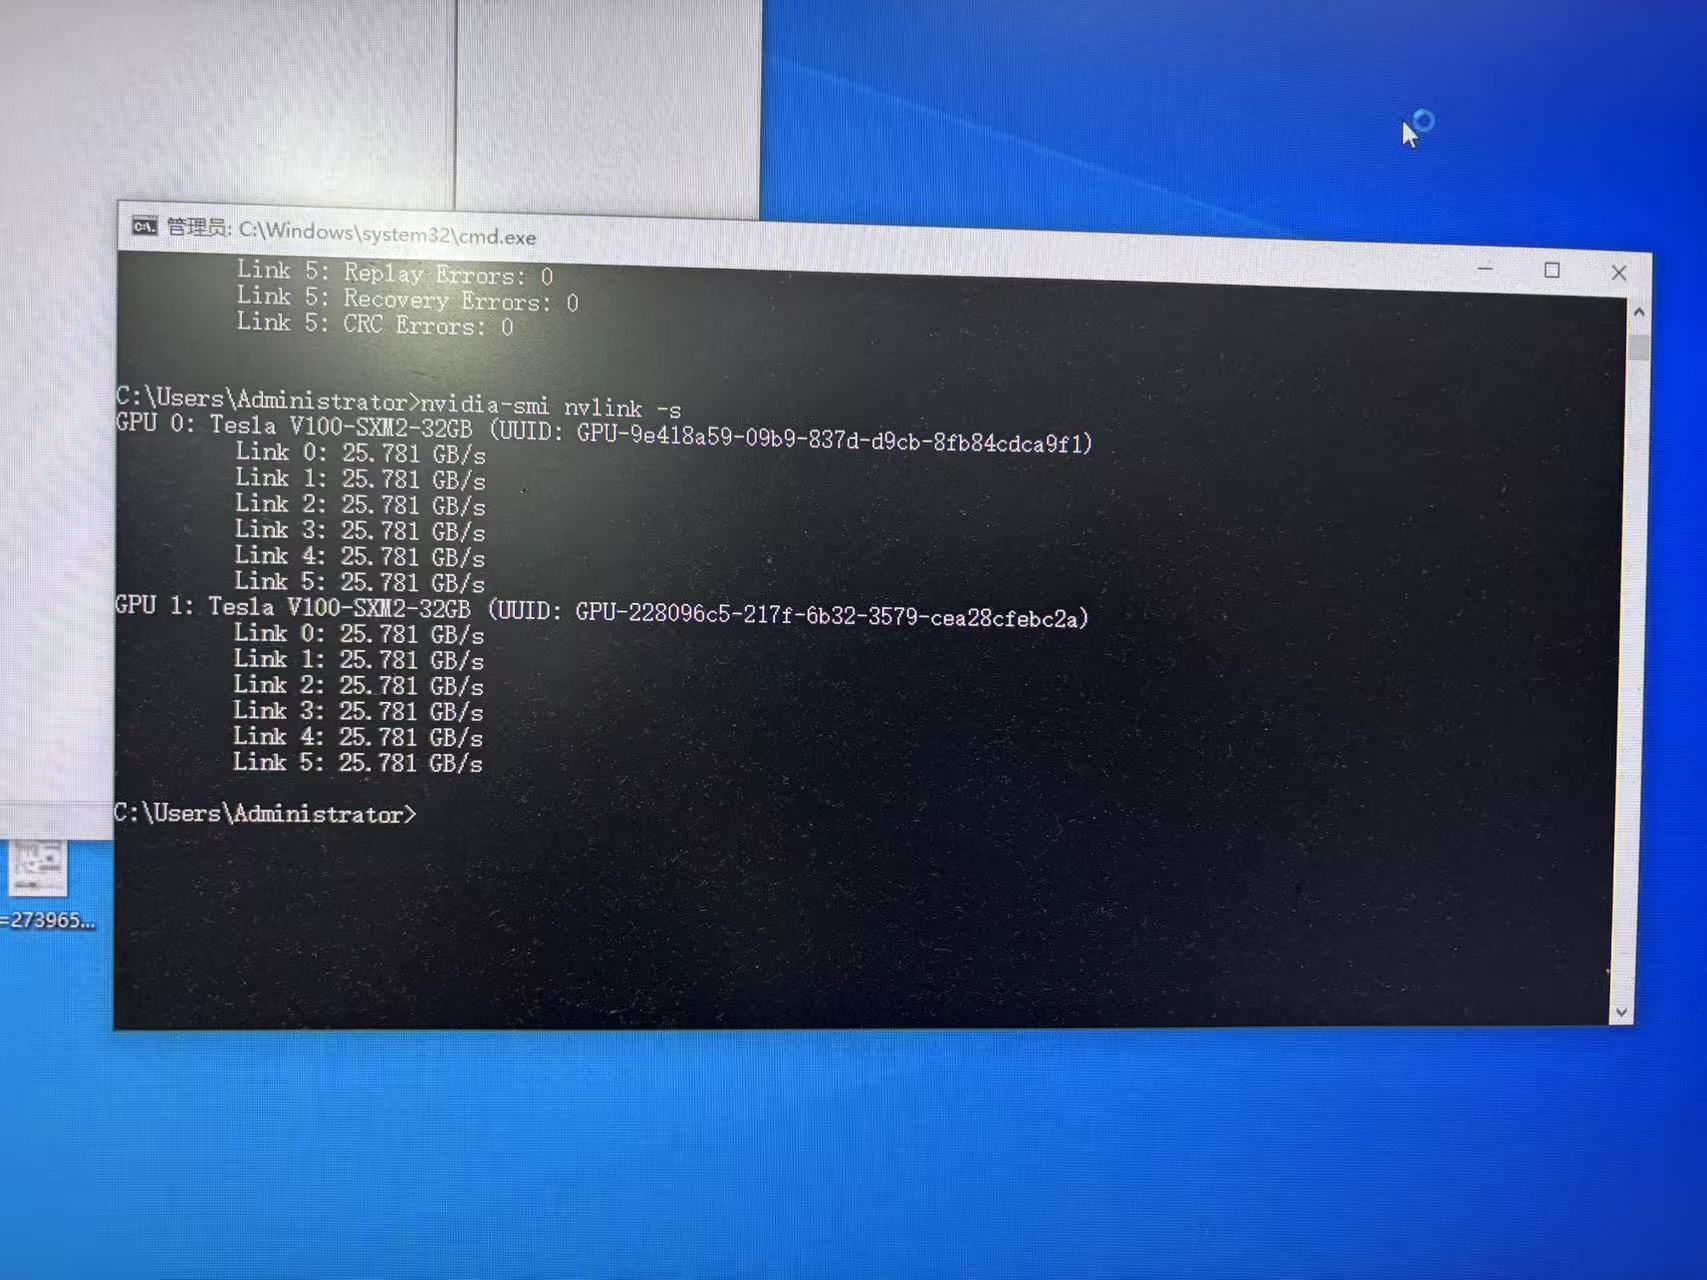 管理员: C:\Windows\system32\cmd.exe
Link 5: Replay Errors: 0
Link 5: Recovery Errors: 0
Link 5: CRC Errors: 0
C:\Users\Administrator>nvidia-smi nvlink -s
GPU 0: Tesla V100-SXM2-32GB (UUID: GPU-9e418a59-09b9-837d-d9cb-8fb84cdca9f1)
Link 0: 25.781 GB/s
Link 1: 25.781 GB/s
Link 2: 25.781 GB/s
Link 3: 25.781 GB/s
Link 4: 25.781 GB/s
Link 5: 25.781 GB/s
GPU 1: Tesla V100-SXM2-32GB (UUID: GPU-228096c5-217f-6b32-3579-cea28cfebc2a)
Link 0: 25.781 GB/s
Link 1: 25.781 GB/s
Link 2: 25.781 GB/s
Link 3: 25.781 GB/s
Link 4: 25.781 GB/s
Link 5: 25.781 GB/s
C:\Users\Administrator>
=273965...